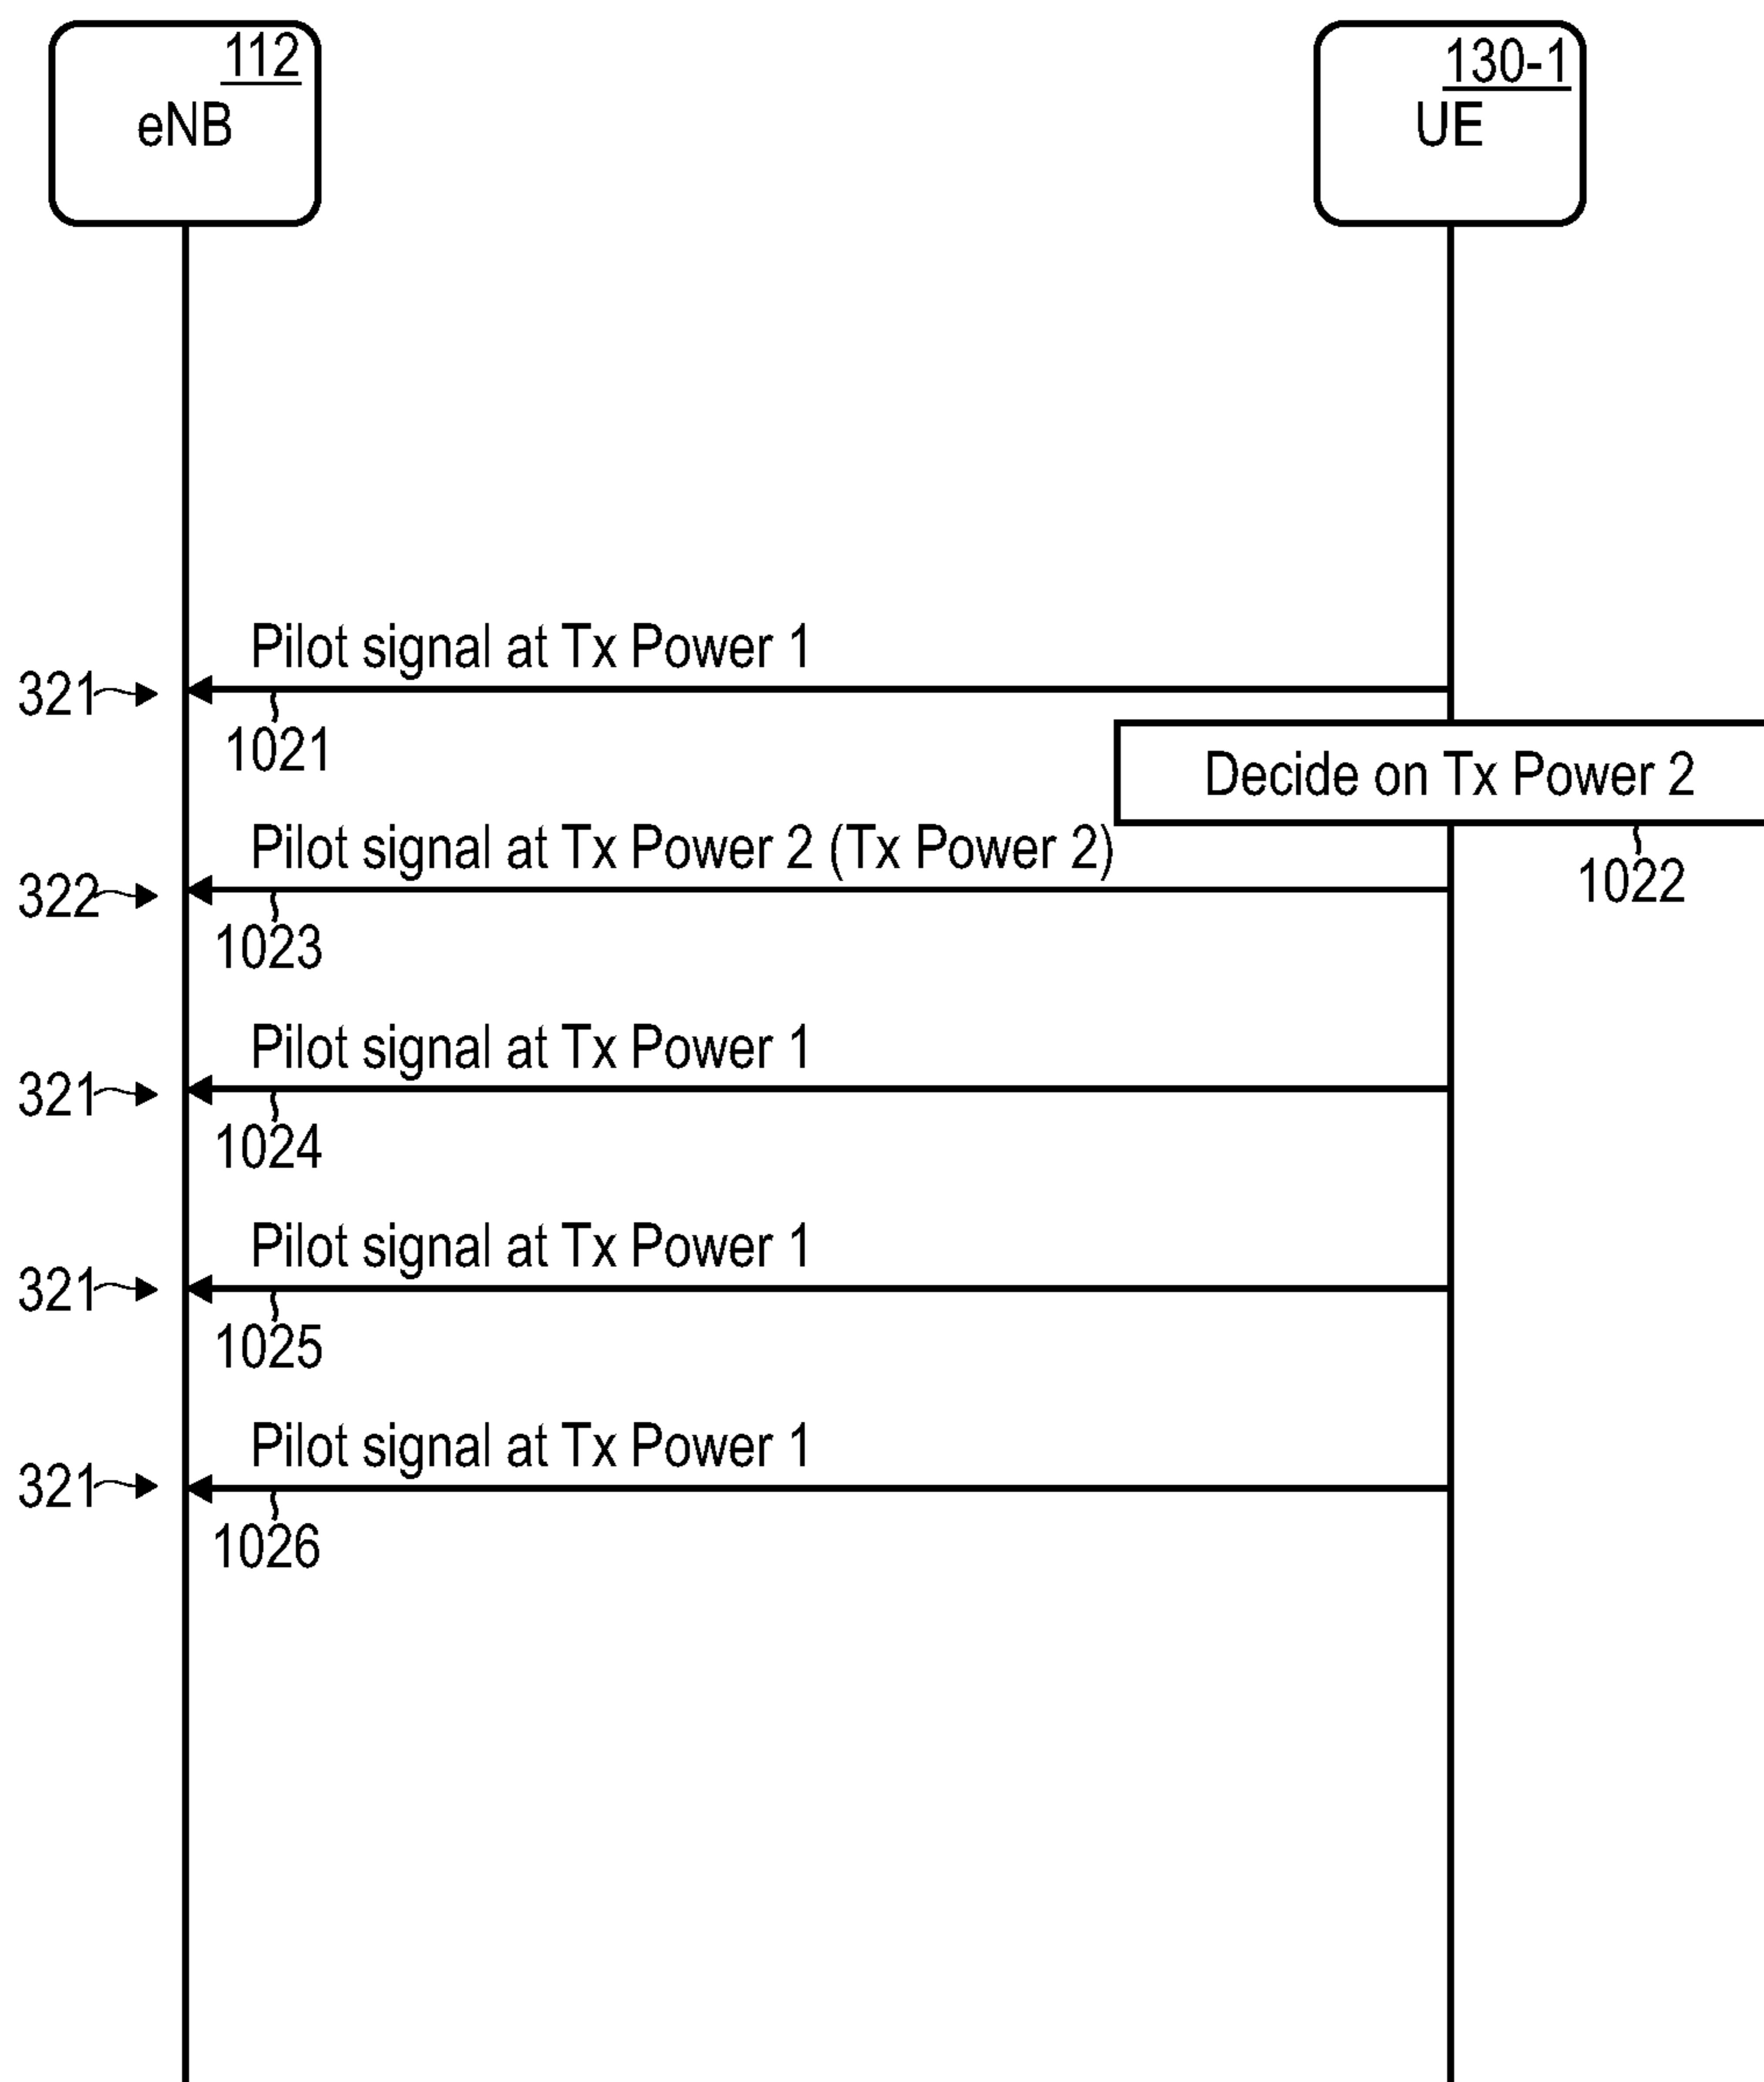 112
eNB
130-1
UE
Pilot signal at Tx Power 1
321
1021
Decide on Tx Power 2
Pilot signal at Tx Power 2 (Tx Power 2)
322
1022
1023
Pilot signal at Tx Power 1
321
1024
Pilot signal at Tx Power 1
321
1025
Pilot signal at Tx Power 1
321
1026